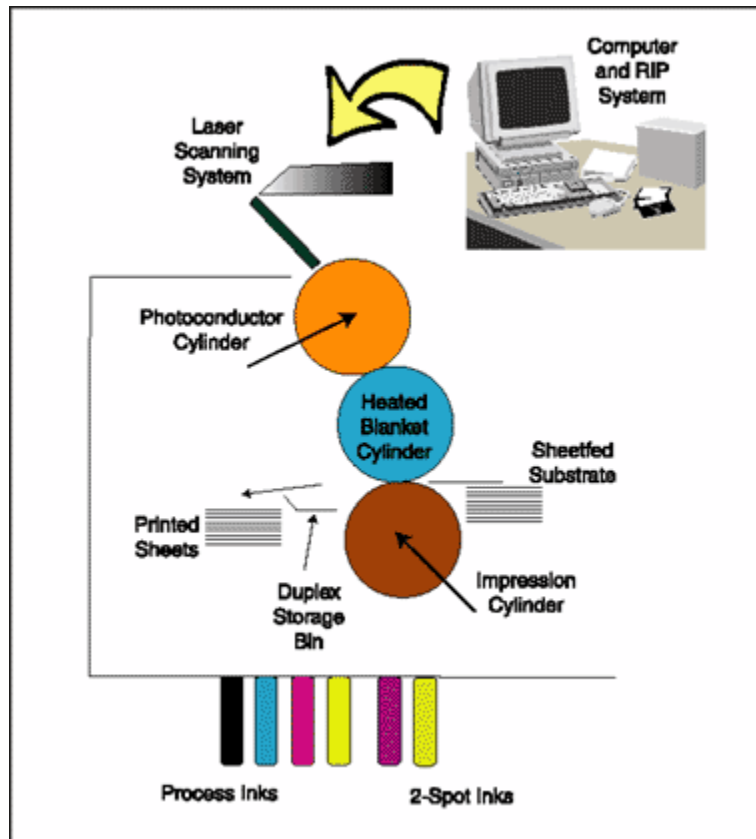 Computer
and RIP
System
Laser
Scanning
System
Photoconductor
Cylinder
Heated
Blanket
Cylinder
Sheetfed
Substrate
Printed
Sheets
Duplex
Storage
Bin
Impression
Cylinder
Process Inks
2-Spot Inks